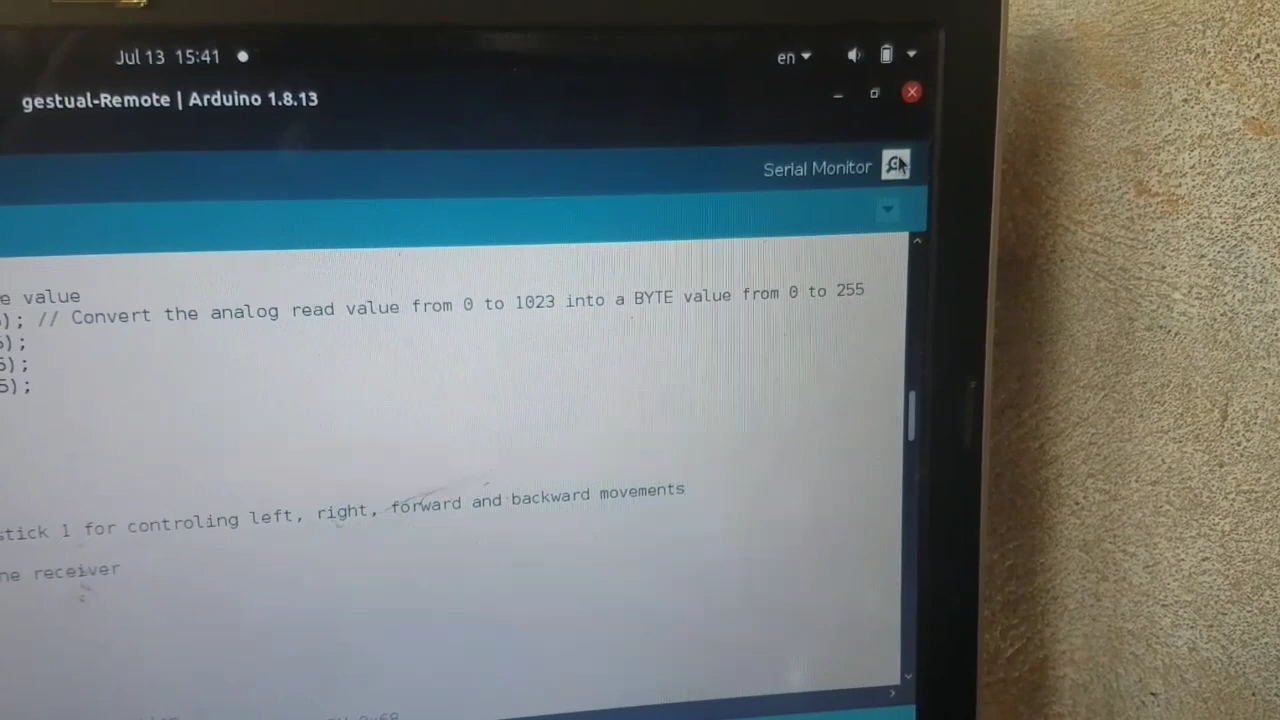 Jul 13 15:41
en
gestual-Remote | Arduino 1.8.13
Serial Monitor
e value
); // Convert the analog read value from 0 to 1023 into a BYTE value from 0 to 255
);
5);
5);
stick 1 for controling left, right, forward and backward movements
ne receiver